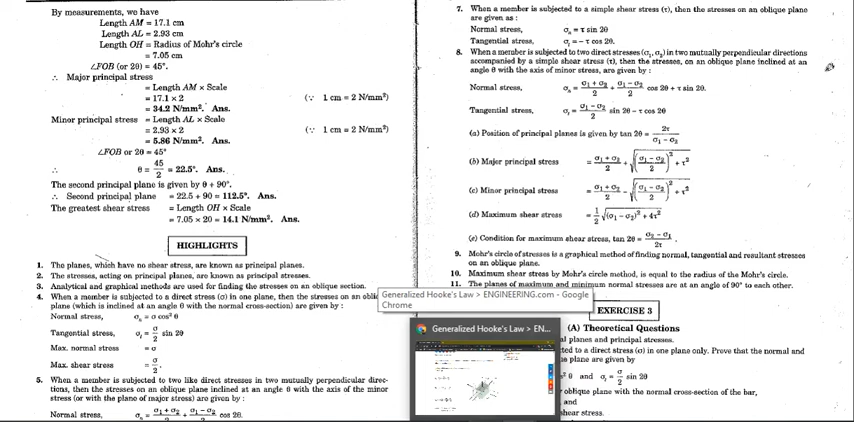 By measurements, we have
Length AM = 17.1 cm
Length AL = 2.93 cm
Length OH = Radius of Mohr's circle
= 7.05 cm
∠FOB (or 2θ) = 45°.
∴ Major principal stress
= Length AM × Scale
= 17.1 × 2 (∵ 1 cm = 2 N/mm²)
= 34.2 N/mm². Ans.
Minor principal stress = Length AL × Scale
= 2.93 × 2 (∵ 1 cm = 2 N/mm²)
= 5.86 N/mm². Ans.
∠FOB or 2θ = 45°
∴ θ = 45/2 = 22.5°. Ans.
The second principal plane is given by θ + 90°.
∴ Second principal plane = 22.5 + 90 = 112.5°. Ans.
The greatest shear stress = Length OH × Scale
= 7.05 × 20 = 14.1 N/mm². Ans.
HIGHLIGHTS
1. The planes, which have no shear stress, are known as principal planes.
2. The stresses, acting on principal planes, are known as principal stresses.
3. Analytical and graphical methods are used for finding the stresses on an oblique section.
4. When a member is subjected to a direct stress (σ) in one plane, then the stresses on an obliq
plane (which is inclined at an angle θ with the normal cross-section) are given by :
Normal stress, σn = σ cos² θ
Tangential stress, σt = σ/2 sin 2θ
Max. normal stress = σ
Max. shear stress = σ/2.
5. When a member is subjected to two like direct stresses in two mutually perpendicular direc-
tions, then the stresses on an oblique plane inclined at an angle θ with the axis of the minor
stress (or with the plane of major stress) are given by :
Normal stress, σn = (σ1 + σ2)/2 + (σ1 − σ2)/2 cos 2θ.
7. When a member is subjected to a simple shear stress (τ), then the stresses on an oblique plane
are given as :
Normal stress, σn = τ sin 2θ
Tangential stress, σt = − τ cos 2θ.
8. When a member is subjected to two direct stresses (σ1, σ2) in two mutually perpendicular directions
accompanied by a simple shear stress (τ), then the stresses, on an oblique plane inclined at an
angle θ with the axis of minor stress, are given by :
Normal stress, σn = (σ1 + σ2)/2 + (σ1 − σ2)/2 cos 2θ + τ sin 2θ.
Tangential stress, σt = (σ1 − σ2)/2 sin 2θ − τ cos 2θ
(a) Position of principal planes is given by tan 2θ = 2τ/(σ1 − σ2)
(b) Major principal stress = (σ1 + σ2)/2 + √(((σ1 − σ2)/2)² + τ²)
(c) Minor principal stress = (σ1 + σ2)/2 − √(((σ1 − σ2)/2)² + τ²)
(d) Maximum shear stress = 1/2 √((σ1 − σ2)² + 4τ²)
(e) Condition for maximum shear stress, tan 2θ = (σ2 − σ1)/2τ.
9. Mohr's circle of stresses is a graphical method of finding normal, tangential and resultant stresses
on an oblique plane.
10. Maximum shear stress by Mohr's circle method, is equal to the radius of the Mohr's circle.
11. The planes of maximum and minimum normal stresses are at an angle of 90° to each other.
Generalized Hooke's Law > ENGINEERING.com - Google
Chrome
EXERCISE 3
Generalized Hooke's Law > EN...
(A) Theoretical Questions
al planes and principal stresses.
ted to a direct stress (σ) in one plane only. Prove that the normal and
e plane are given by
² θ and σt = σ/2 sin 2θ
oblique plane with the normal cross-section of the bar,
and
hear stress.